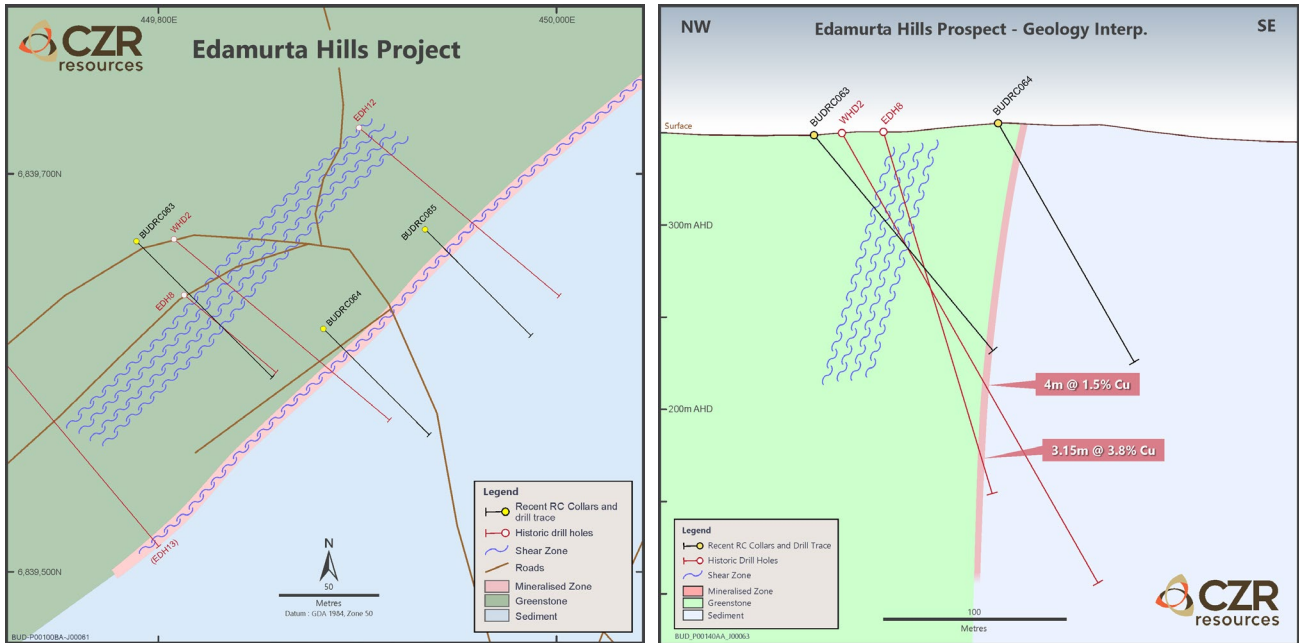 449,800E
450,000E
CZR
resources
Edamurta Hills Project
EDH12
6,839,700N
BUDRC063
WHD2
BUDRC065
EDH8
BUDRC064
(EDH13)
6,839,500N
N
50
Metres
Datum : GDA 1984, Zone 50
Legend
Recent RC Collars and
drill trace
Historic drill holes
Shear Zone
Roads
Mineralised Zone
Greenstone
Sediment
BUD-P00100BA-J00061
NW
Edamurta Hills Prospect - Geology Interp.
SE
BUDRC063
WHD2
EDH8
BUDRC064
Surface
300m AHD
4m @ 1.5% Cu
200m AHD
3.15m @ 3.8% Cu
Legend
Recent RC Collars and Drill Trace
Historic Drill Holes
Shear Zone
Mineralised Zone
Greenstone
Sediment
100
Metres
CZR
RESOURCES
BUD_P00140AA_J00063